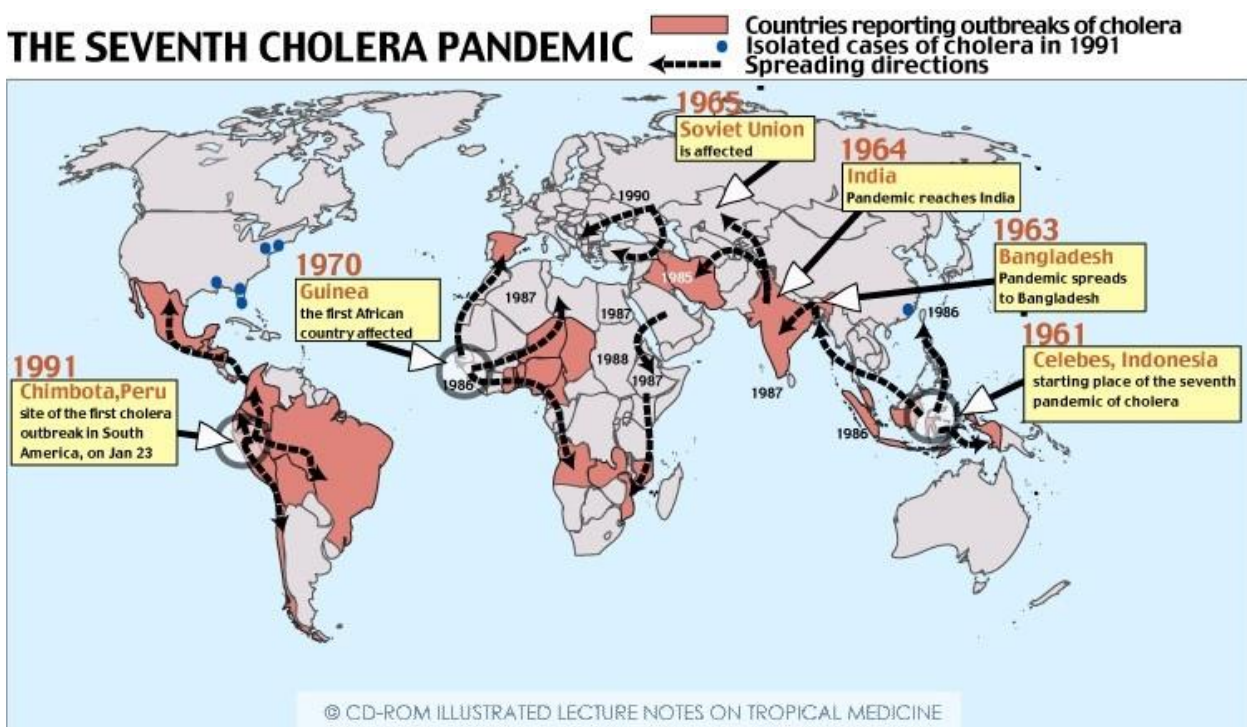 THE SEVENTH CHOLERA PANDEMIC
Countries reporting outbreaks of cholera
Isolated cases of cholera in 1991
Spreading directions
1965
Soviet Union
is affected
1964
India
Pandemic reaches India
1963
Bangladesh
Pandemic spreads
to Bangladesh
1961
Celebes, Indonesia
starting place of the seventh
pandemic of cholera
1970
Guinea
the first African
country affected
1991
Chimbota,Peru
site of the first cholera
outbreak in South
America, on Jan 23
1990
1985
1987
1987
1986
1988
1987
1986
1987
1986
© CD-ROM ILLUSTRATED LECTURE NOTES ON TROPICAL MEDICINE